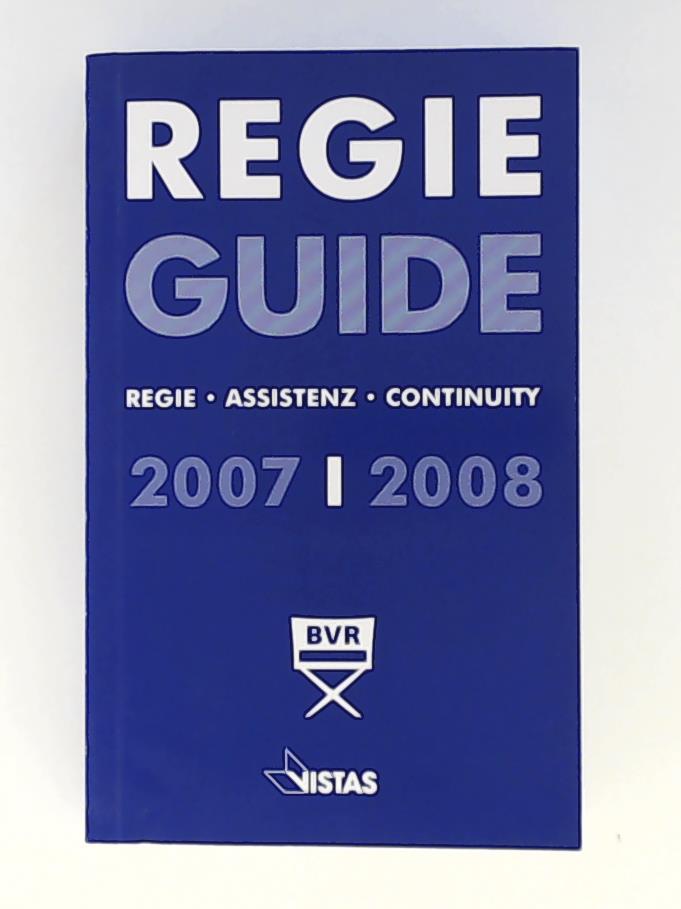 REGIE
GUIDE
REGIE • ASSISTENZ • CONTINUITY
2007 | 2008
BVR
VISTAS